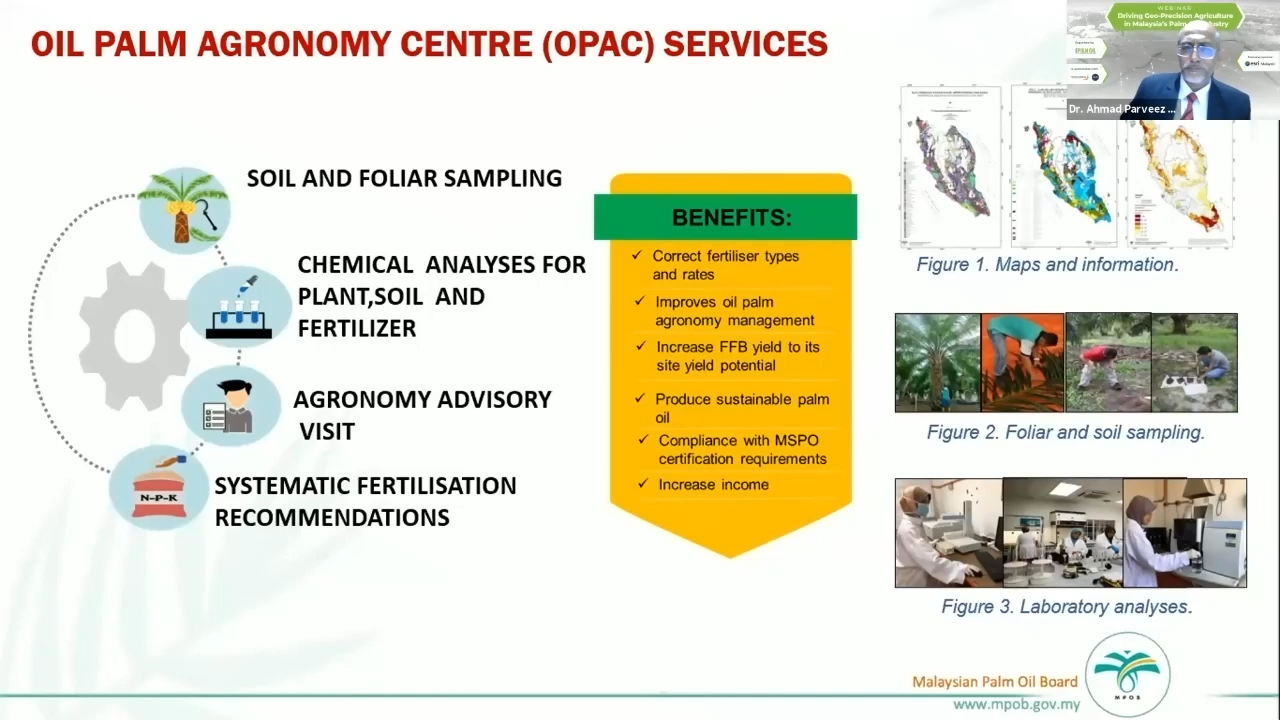 OIL PALM AGRONOMY CENTRE (OPAC) SERVICES
WEBINAR
Driving Geo-Precision Agriculture
in Malaysia's Palm
Dr. Ahmad Parveez ...
SOIL AND FOLIAR SAMPLING
CHEMICAL ANALYSES FOR
PLANT,SOIL AND
FERTILIZER
AGRONOMY ADVISORY
VISIT
N-P-K
SYSTEMATIC FERTILISATION
RECOMMENDATIONS
BENEFITS:
✓ Correct fertiliser types
and rates
✓ Improves oil palm
agronomy management
✓ Increase FFB yield to its
site yield potential
✓ Produce sustainable palm
oil
✓ Compliance with MSPO
certification requirements
✓ Increase income
Figure 1. Maps and information.
Figure 2. Foliar and soil sampling.
Figure 3. Laboratory analyses.
Malaysian Palm Oil Board
www.mpob.gov.my
MPOB